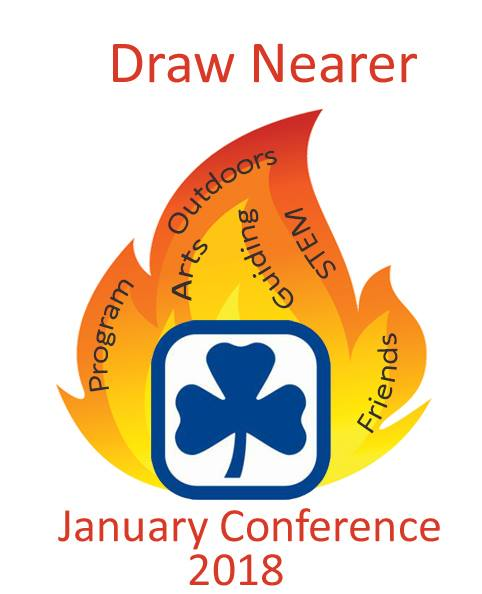 Draw Nearer
Outdoors
Arts
Guiding
STEM
Program
Friends
January Conference
2018